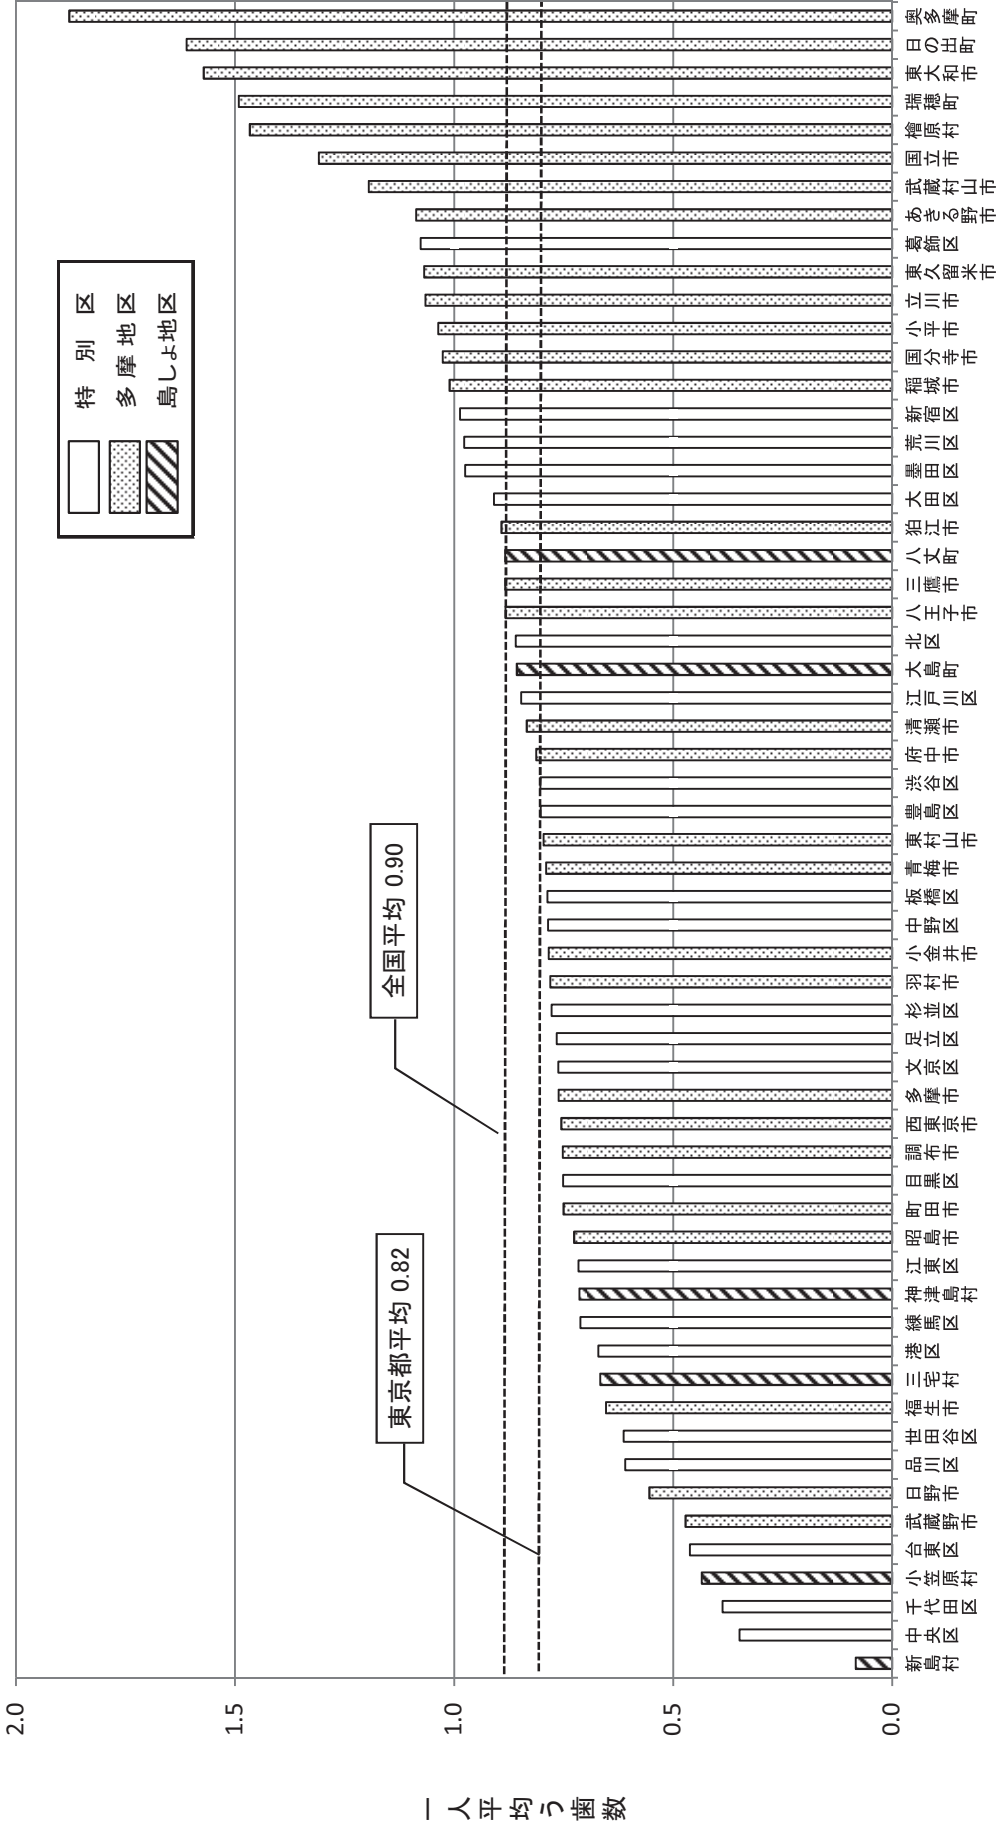 一人平均う歯数
2.0
1.5
1.0
0.5
0.0
特別区
多摩地区
島しょ地区
全国平均 0.90
東京都平均 0.82
新島村
中央区
千代田区
小笠原村
台東区
武蔵野市
日野市
品川区
世田谷区
福生市
三宅村
港区
練馬区
神津島村
江東区
昭島市
町田市
目黒区
調布市
西東京市
多摩市
文京区
足立区
杉並区
羽村市
小金井市
中野区
板橋区
青梅市
東村山市
豊島区
渋谷区
府中市
清瀬市
江戸川区
大島町
北区
八王子市
三鷹市
八丈町
狛江市
大田区
墨田区
荒川区
新宿区
稲城市
国分寺市
小平市
立川市
東久留米市
葛飾区
あきる野市
武蔵村山市
国立市
檜原村
瑞穂町
東大和市
日の出町
奥多摩町